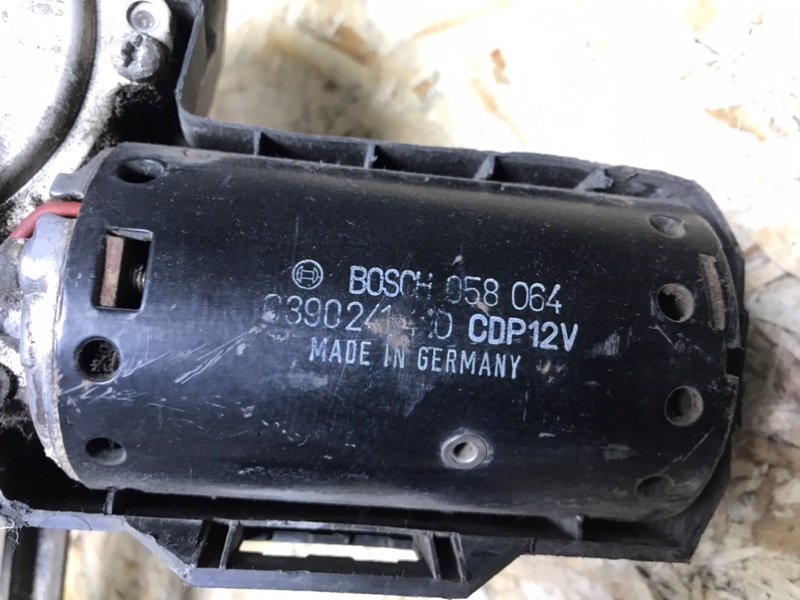 BOSCH 058 064
CDP12V
MADE IN GERMANY